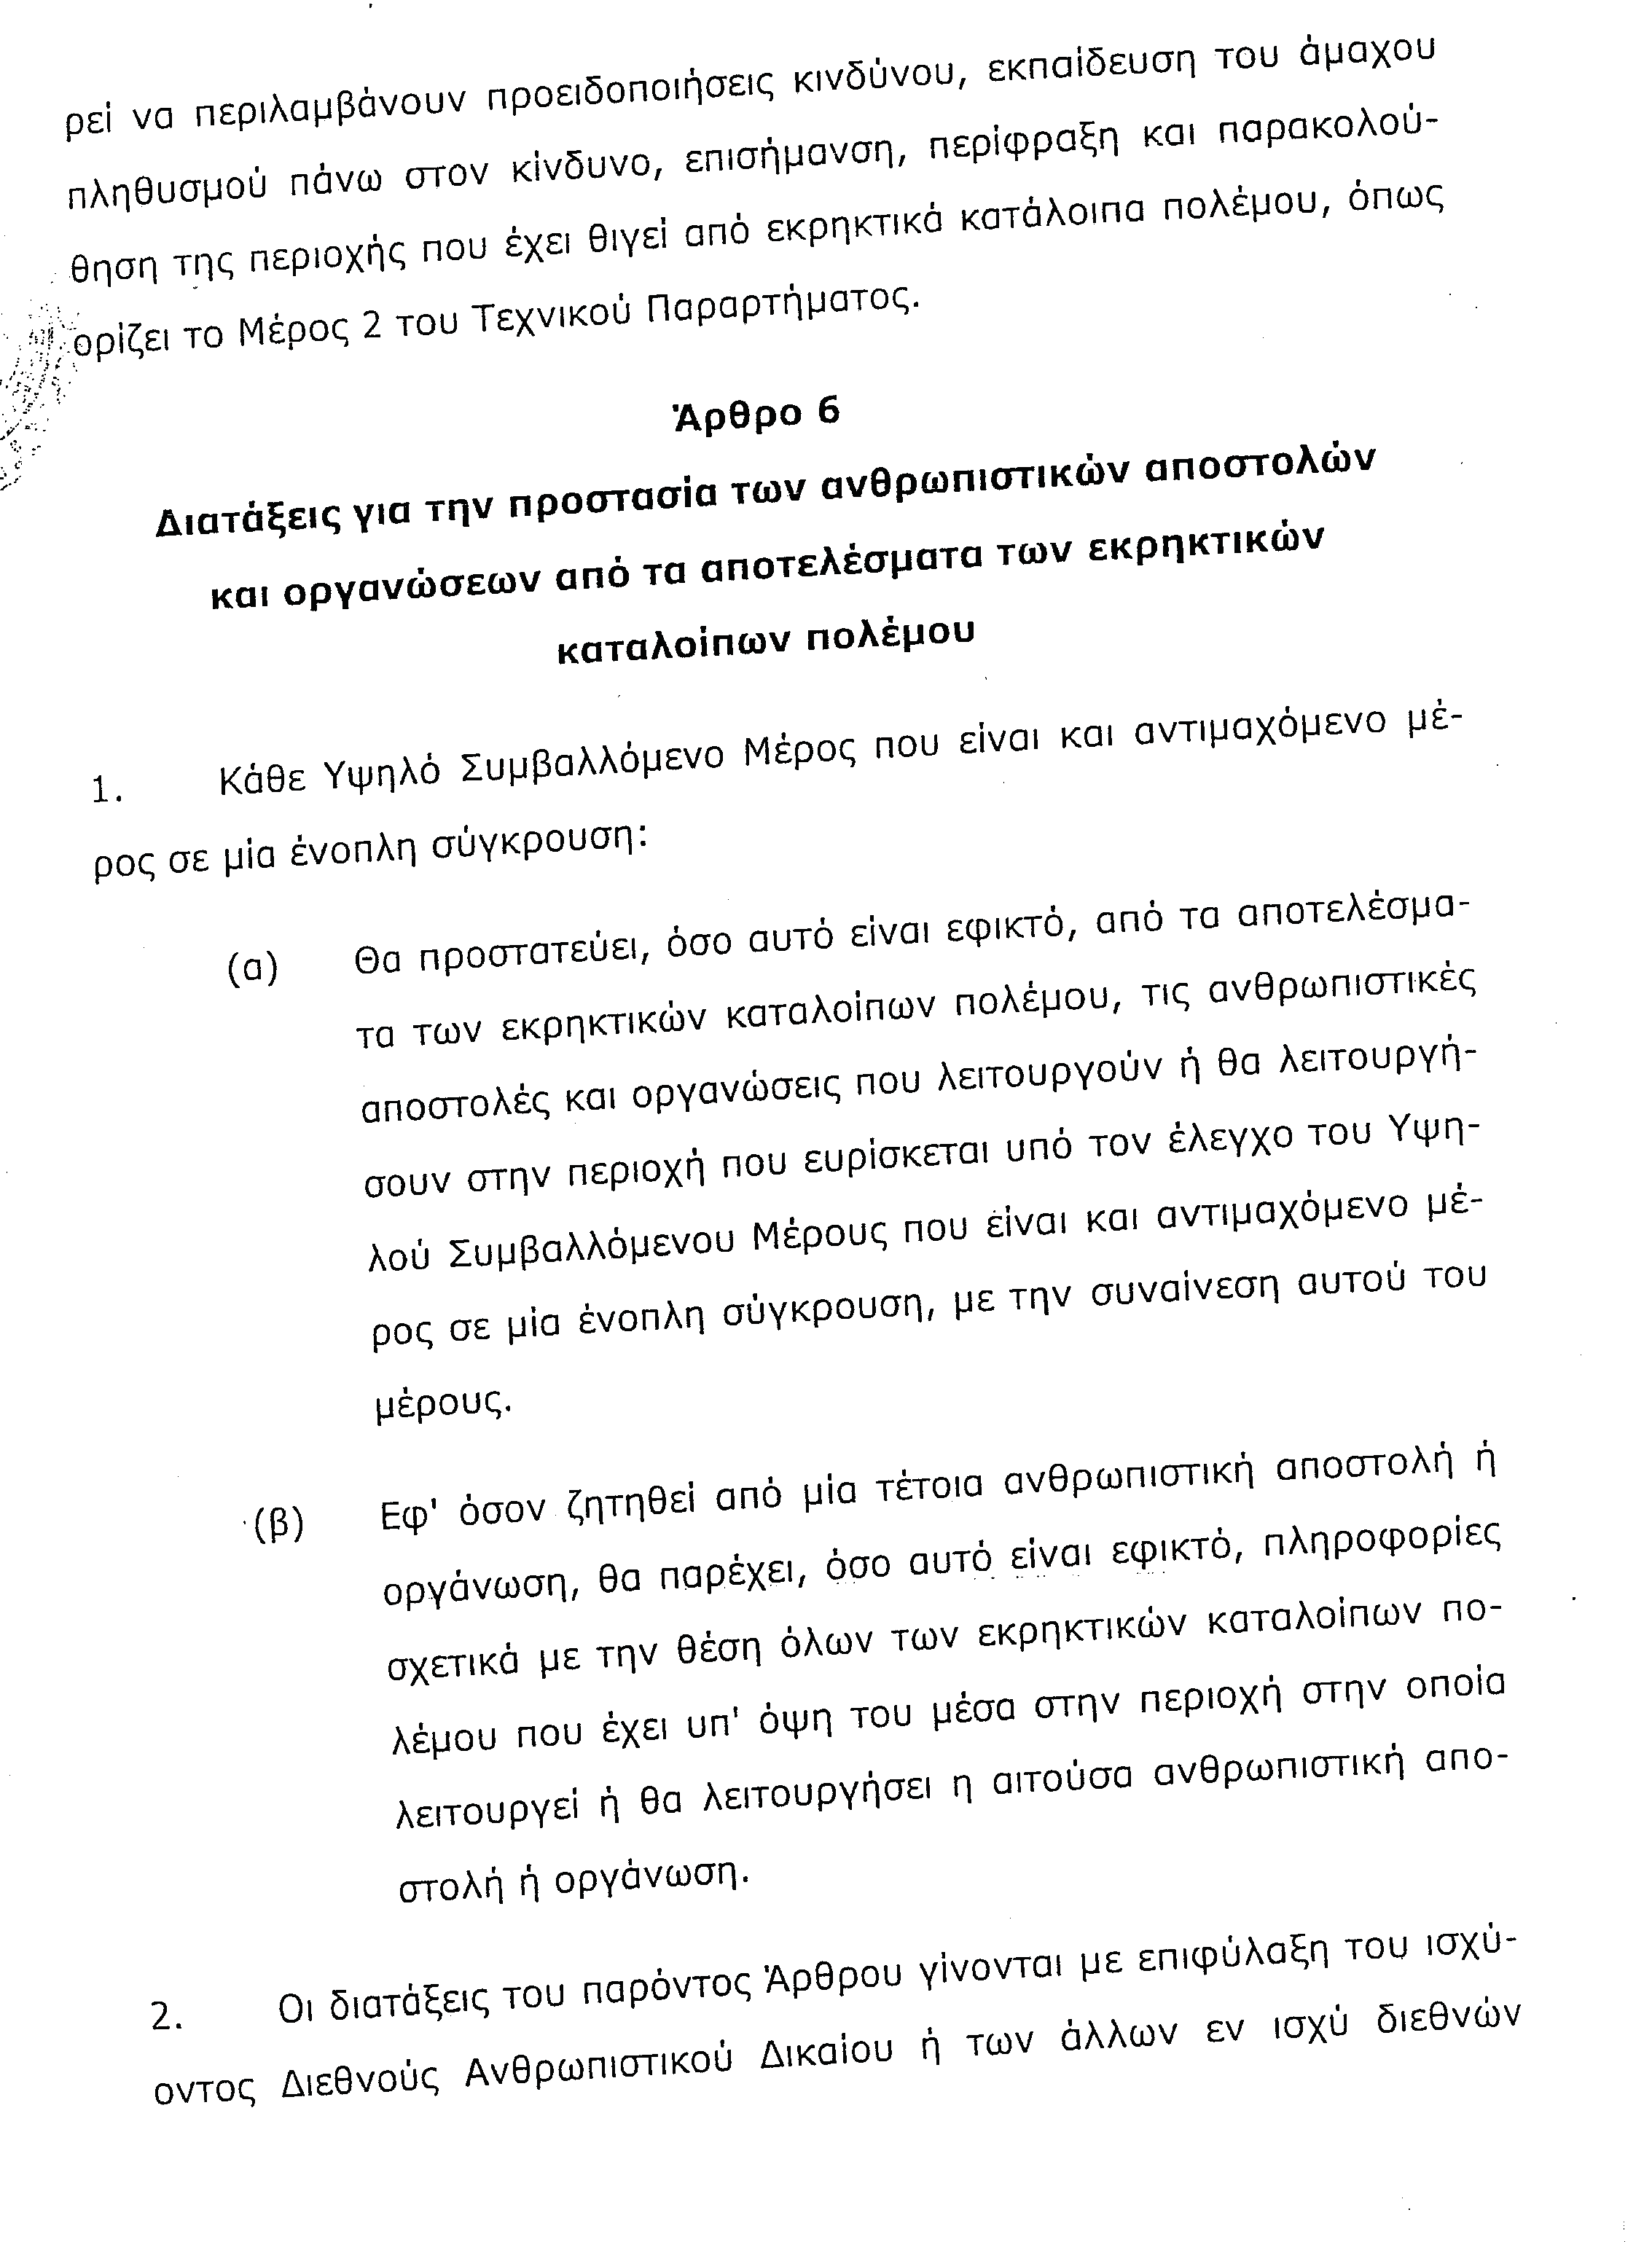 ρεί να περιλαμβάνουν προειδοποιήσεις κινδύνου, εκπαίδευση του άμαχου
πληθυσμού πάνω στον κίνδυνο, επισήμανση, περίφραξη και παρακολού-
θηση της περιοχής που έχει θιγεί από εκρηκτικά κατάλοιπα πολέμου, όπως
ορίζει το Μέρος 2 του Τεχνικού Παραρτήματος.
Άρθρο 6
Διατάξεις για την προστασία των ανθρωπιστικών αποστολών
και οργανώσεων από τα αποτελέσματα των εκρηκτικών
καταλοίπων πολέμου
1. Κάθε Υψηλό Συμβαλλόμενο Μέρος που είναι και αντιμαχόμενο μέ-
ρος σε μία ένοπλη σύγκρουση:
(α) Θα προστατεύει, όσο αυτό είναι εφικτό, από τα αποτελέσμα-
τα των εκρηκτικών καταλοίπων πολέμου, τις ανθρωπιστικές
αποστολές και οργανώσεις που λειτουργούν ή θα λειτουργή-
σουν στην περιοχή που ευρίσκεται υπό τον έλεγχο του Υψη-
λού Συμβαλλόμενου Μέρους που είναι και αντιμαχόμενο μέ-
ρος σε μία ένοπλη σύγκρουση, με την συναίνεση αυτού του
μέρους.
(β) Εφ' όσον ζητηθεί από μία τέτοια ανθρωπιστική αποστολή ή
οργάνωση, θα παρέχει, όσο αυτό είναι εφικτό, πληροφορίες
σχετικά με την θέση όλων των εκρηκτικών καταλοίπων πο-
λέμου που έχει υπ' όψη του μέσα στην περιοχή στην οποία
λειτουργεί ή θα λειτουργήσει η αιτούσα ανθρωπιστική απο-
στολή ή οργάνωση.
2. Οι διατάξεις του παρόντος Άρθρου γίνονται με επιφύλαξη του ισχύ-
οντος Διεθνούς Ανθρωπιστικού Δικαίου ή των άλλων εν ισχύ διεθνών